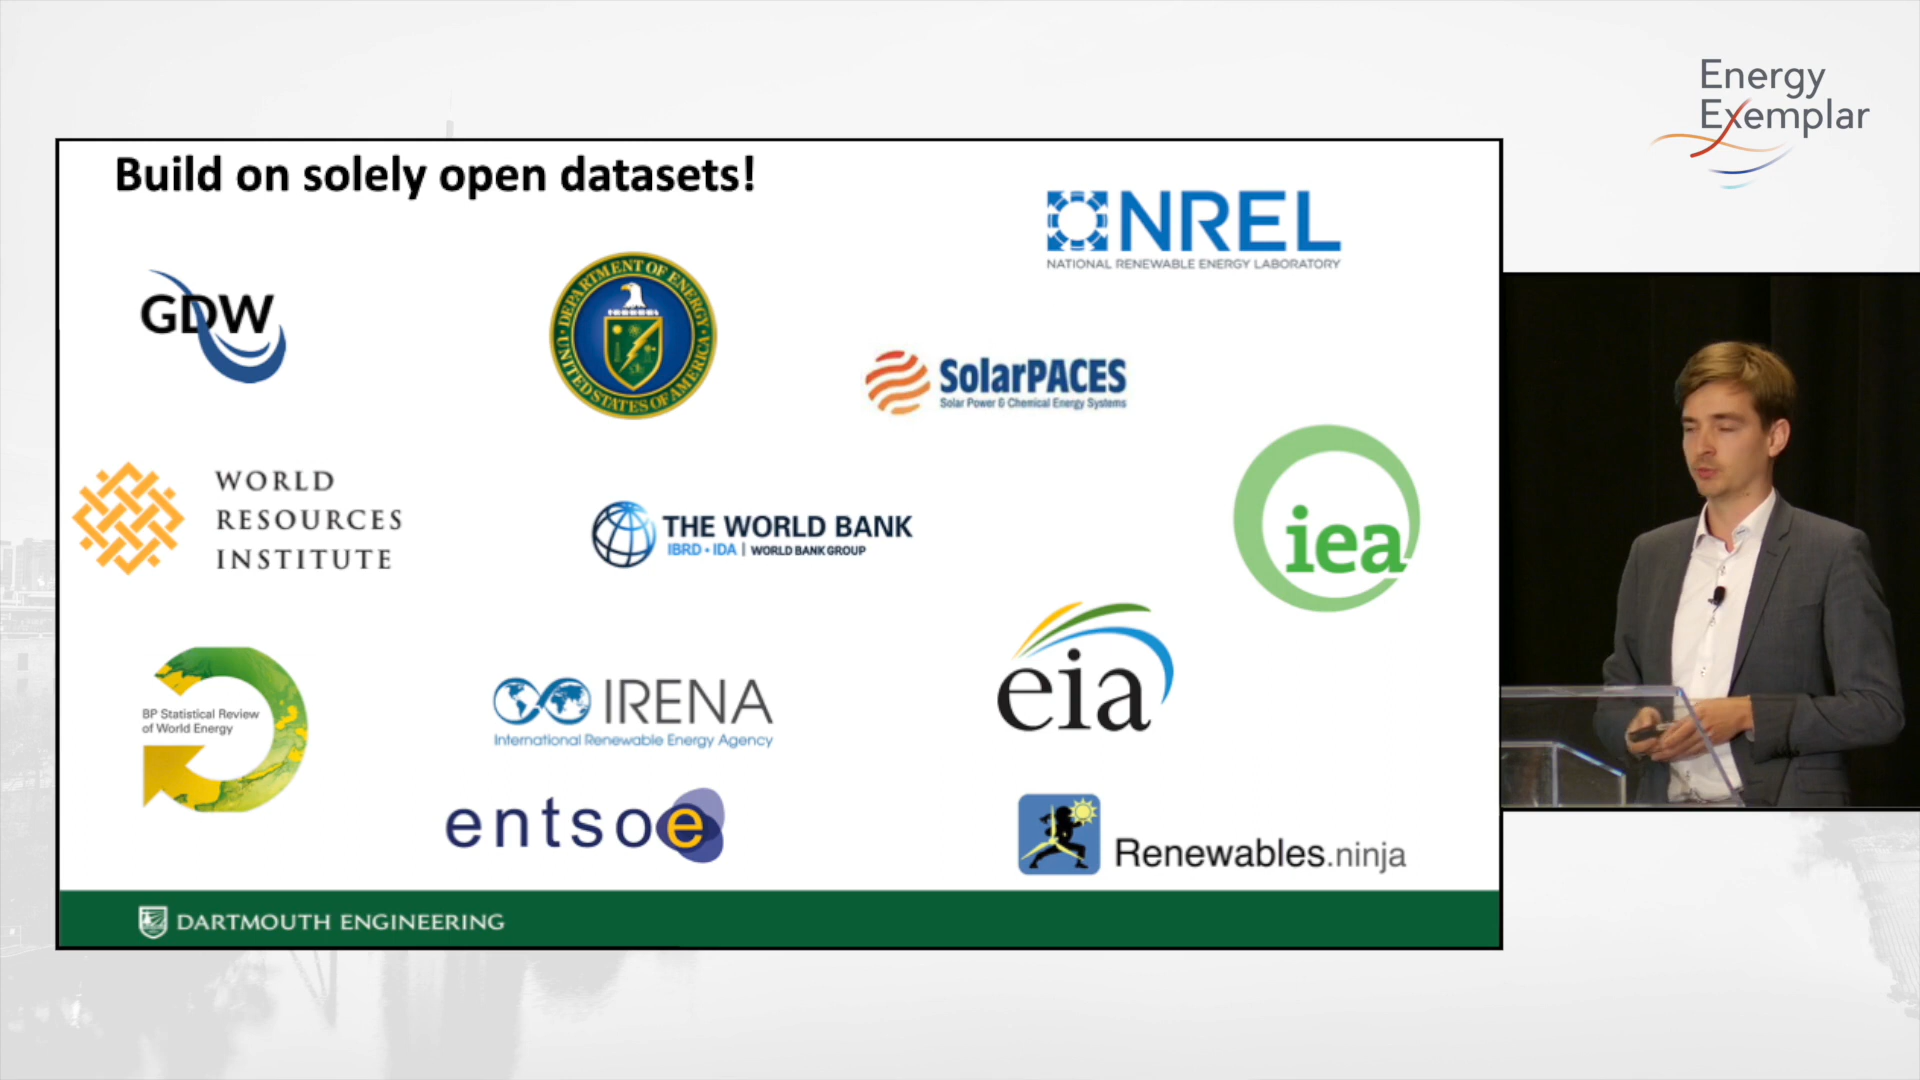 Energy
Exemplar
Build on solely open datasets!
NREL
NATIONAL RENEWABLE ENERGY LABORATORY
GDW
DEPARTMENT OF ENERGY
UNITED STATES OF AMERICA
SolarPACES
Solar Power & Chemical Energy Systems
WORLD
RESOURCES
INSTITUTE
THE WORLD BANK
IBRD • IDA | WORLD BANK GROUP
iea
BP Statistical Review
of World Energy
IRENA
International Renewable Energy Agency
eia
entsoe
Renewables.ninja
DARTMOUTH ENGINEERING